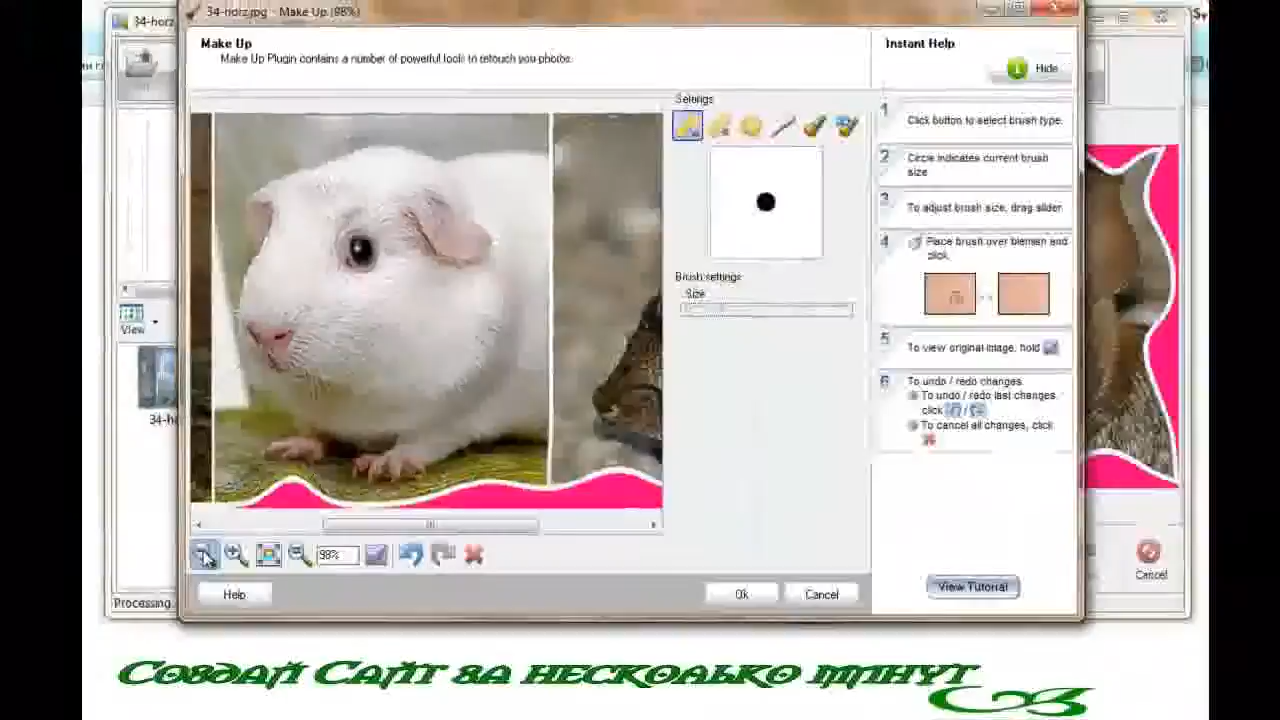 34-horz
34-horz.jpg - Make Up (98%)
Make Up
Make Up Plugin contains a number of powerful tools to retouch you photos.
Instant Help
Hide
Settings
1
Click button to select brush type.
2
Circle indicates current brush
size
3
To adjust brush size, drag slider
4
Place brush over blemish and
click.
Brush settings
Size
View
5
To view original image, hold
6
To undo / redo changes.
To undo / redo last changes,
click /
To cancel all changes, click
98%
Help
Ok
Cancel
View Tutorial
Cancel
Processing
Создай Сайт за несколько минут